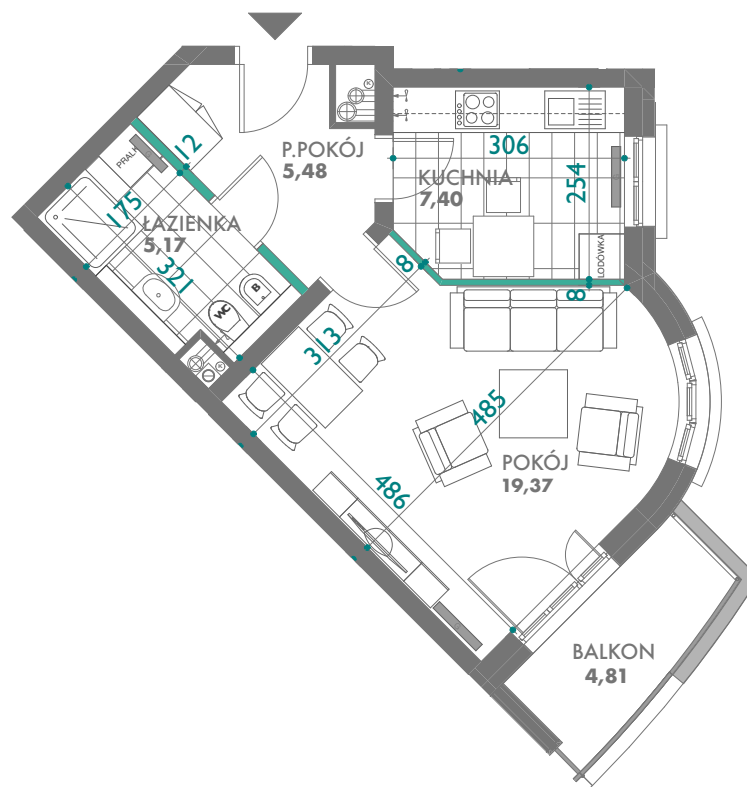 P.POKÓJ
5,48
12
306
KUCHNIA
7,40
254
PRALKA
175
ŁAZIENKA
5,17
321
8
LODÓWKA
8
B
WC
313
485
POKÓJ
19,37
486
BALKON
4,81